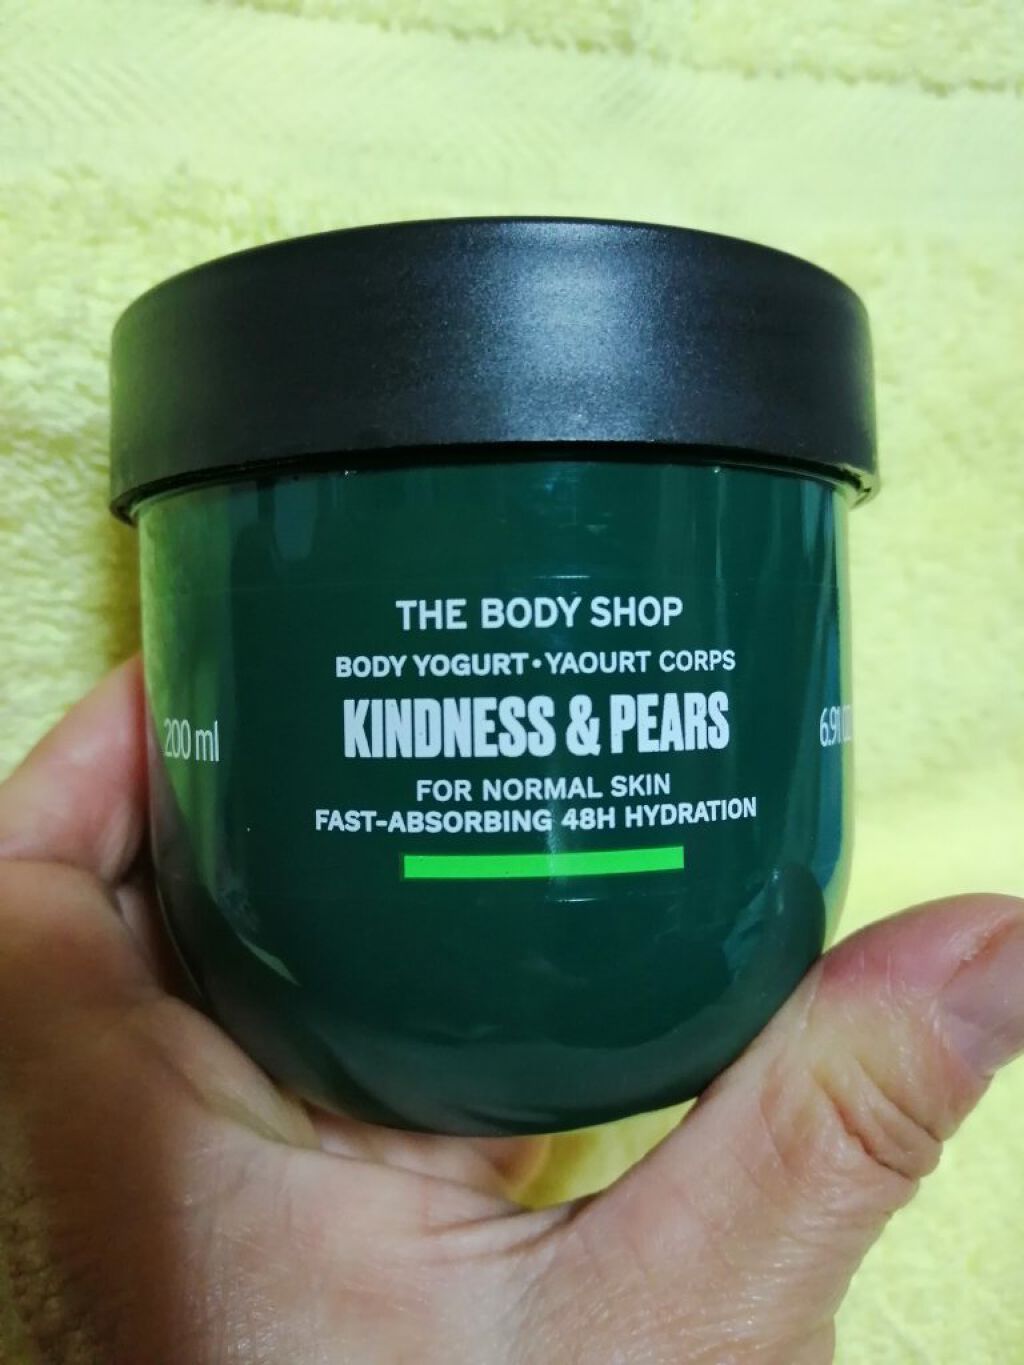 THE BODY SHOP
BODY YOGURT • YAOURT CORPS
KINDNESS & PEARS
FOR NORMAL SKIN
FAST-ABSORBING 48H HYDRATION
200 ml